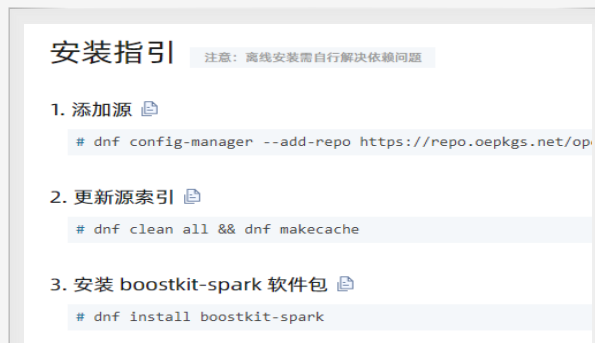 安装指引 注意：离线安装需自行解决依赖问题
1. 添加源
# dnf config-manager --add-repo https://repo.oepkgs.net/op
2. 更新源索引
# dnf clean all && dnf makecache
3. 安装 boostkit-spark 软件包
# dnf install boostkit-spark